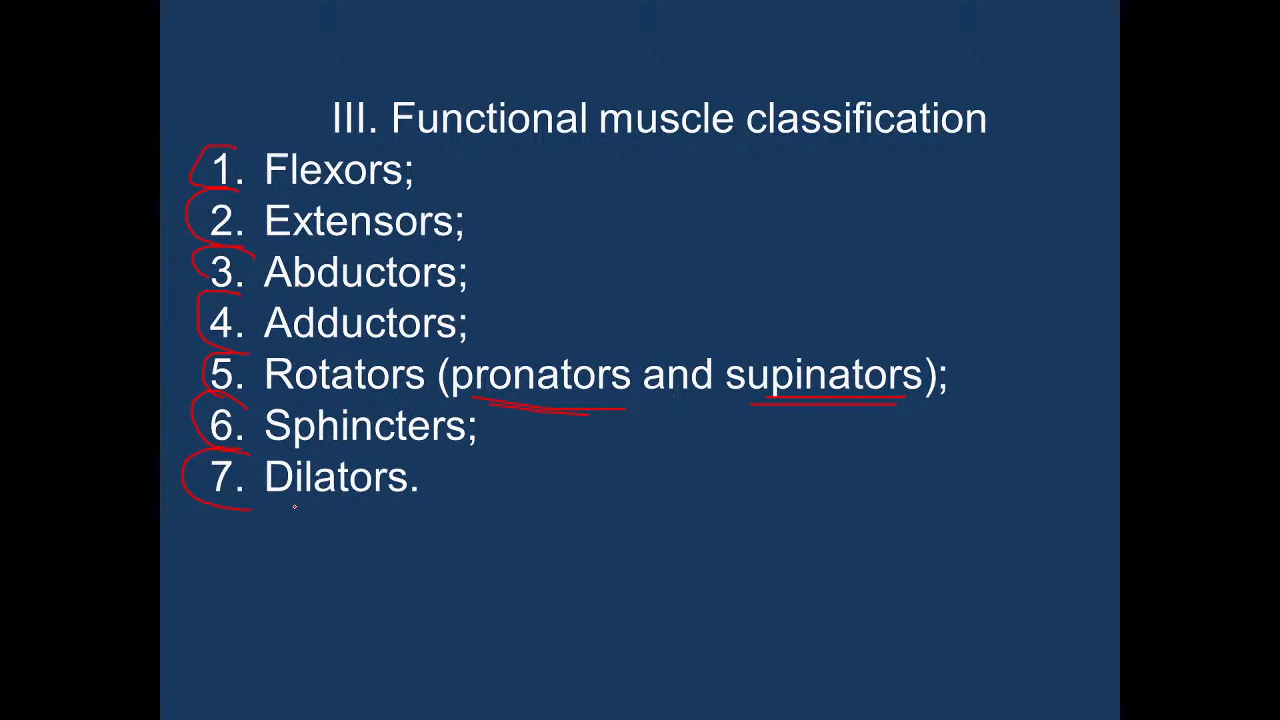 III. Functional muscle classification
1. Flexors;
2. Extensors;
3. Abductors;
4. Adductors;
5. Rotators (pronators and supinators);
6. Sphincters;
7. Dilators.